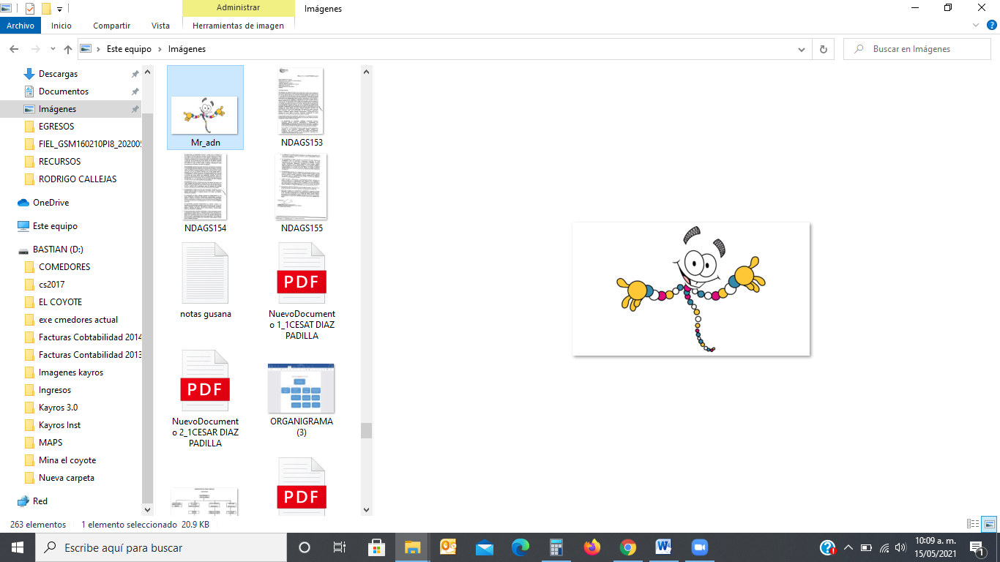 Administrar
Imágenes
Archivo
Inicio
Compartir
Vista
Herramientas de imagen
Este equipo
Imágenes
Buscar en Imágenes
Descargas
Documentos
Imágenes
EGRESOS
FIEL_GSM160210PI8_20200
RECURSOS
RODRIGO CALLEJAS
OneDrive
Este equipo
BASTIAN (D:)
COMEDORES
cs2017
EL COYOTE
exe cmedores actual
Facturas Cobtabilidad 2014
Facturas Contabilidad 2013
Imagenes kayros
Ingresos
Kayros 3.0
Kayros Inst
MAPS
Mina el coyote
Nueva carpeta
Red
Mr_adn
NDAGS153
NDAGS154
NDAGS155
notas gusana
PDF
NuevoDocument
o 1_1CESAT DIAZ
PADILLA
PDF
NuevoDocument
o 2_1CESAR DIAZ
PADILLA
ORGANIGRAMA
(3)
PDF
263 elementos
1 elemento seleccionado 20.9 KB
Escribe aquí para buscar
10:09 a. m.
15/05/2021
1